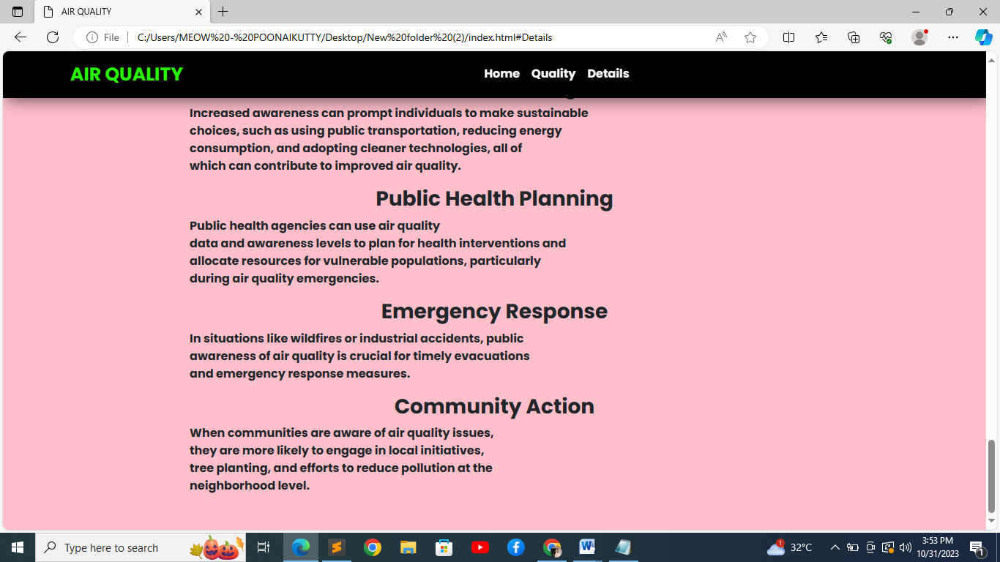 AIR QUALITY
File
C:/Users/MEOW%20-%20POONAIKUTTY/Desktop/New%20folder%20(2)/index.html#Details
AIR QUALITY
Home Quality Details
Increased awareness can prompt individuals to make sustainable
choices, such as using public transportation, reducing energy
consumption, and adopting cleaner technologies, all of
which can contribute to improved air quality.
Public Health Planning
Public health agencies can use air quality
data and awareness levels to plan for health interventions and
allocate resources for vulnerable populations, particularly
during air quality emergencies.
Emergency Response
In situations like wildfires or industrial accidents, public
awareness of air quality is crucial for timely evacuations
and emergency response measures.
Community Action
When communities are aware of air quality issues,
they are more likely to engage in local initiatives,
tree planting, and efforts to reduce pollution at the
neighborhood level.
Type here to search
1
32°C
3:53 PM
10/31/2023
1